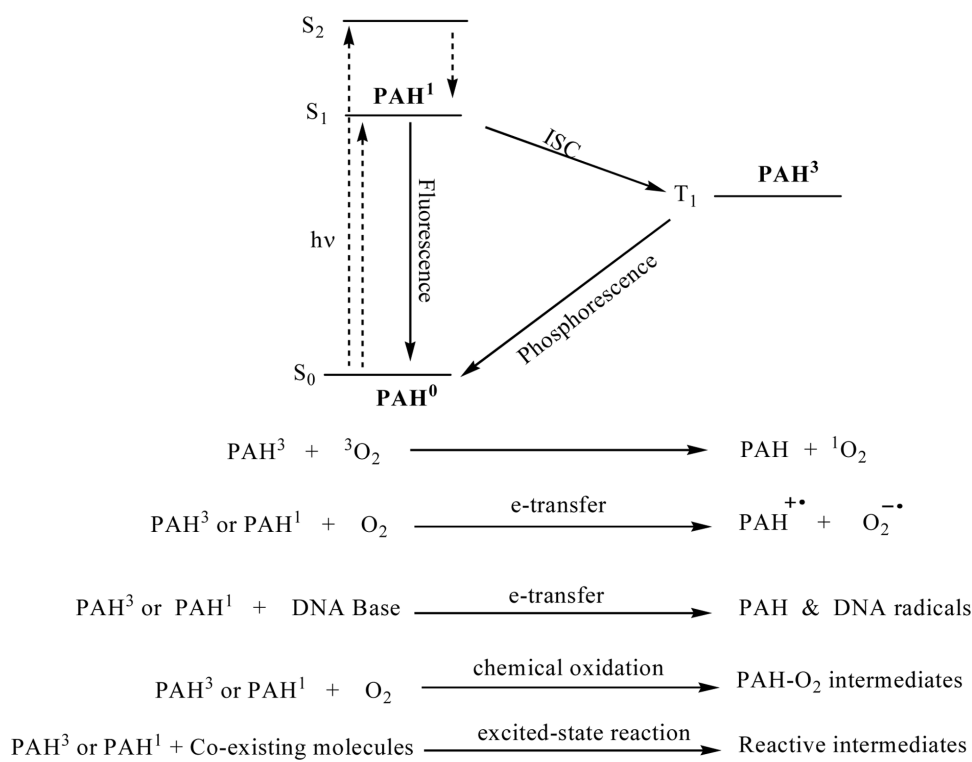 S₂
PAH¹
S₁
ISC
PAH³
T₁
Fluorescence
hν
Phosphorescence
S₀
PAH⁰
PAH³ + ³O₂ PAH + ¹O₂
PAH³ or PAH¹ + O₂ e-transfer PAH⁺• + O₂⁻•
PAH³ or PAH¹ + DNA Base e-transfer PAH & DNA radicals
PAH³ or PAH¹ + O₂ chemical oxidation PAH-O₂ intermediates
PAH³ or PAH¹ + Co-existing molecules excited-state reaction Reactive intermediates